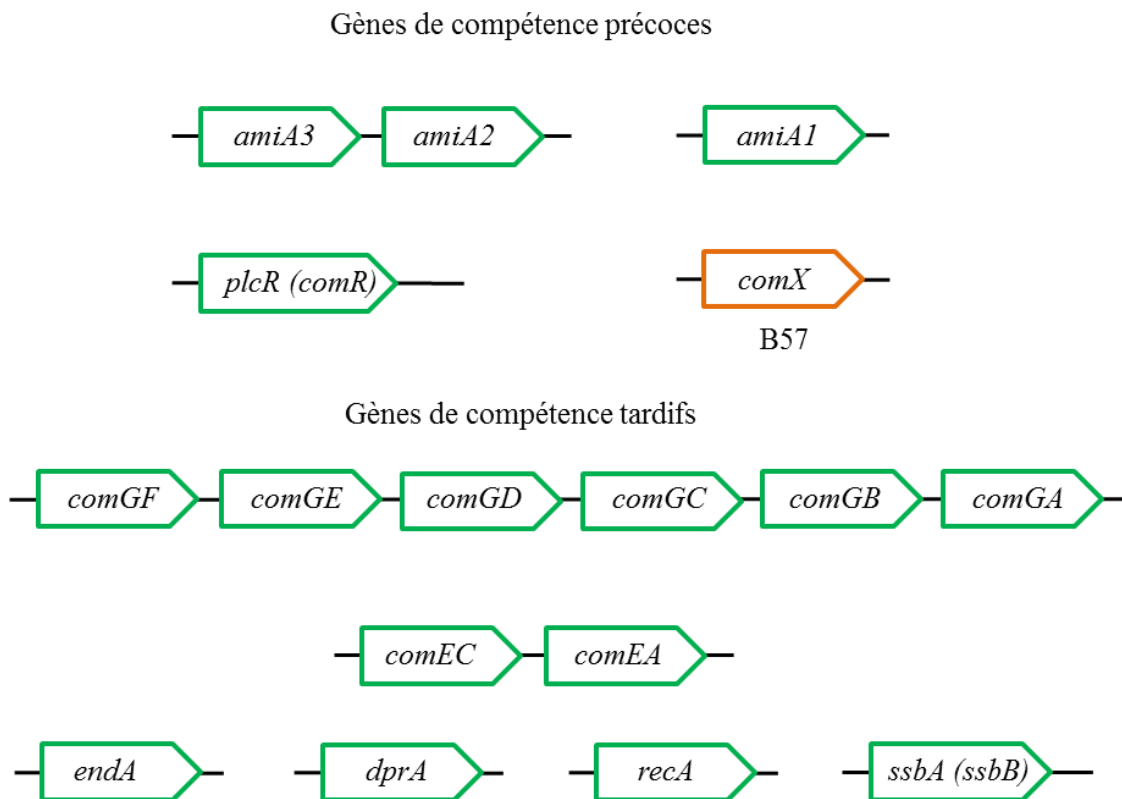 Gènes de compétence précoces
amiA3 amiA2 amiA1
plcR (comR) comX
B57
Gènes de compétence tardifs
comGF comGE comGD comGC comGB comGA
comEC comEA
endA dprA recA ssbA (ssbB)